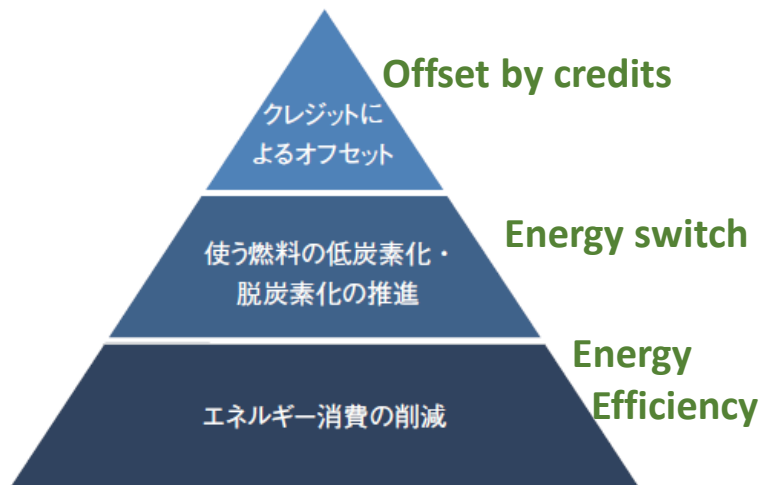 Offset by credits
クレジットに
よるオフセット
Energy switch
使う燃料の低炭素化・
脱炭素化の推進
Energy
Efficiency
エネルギー消費の削減